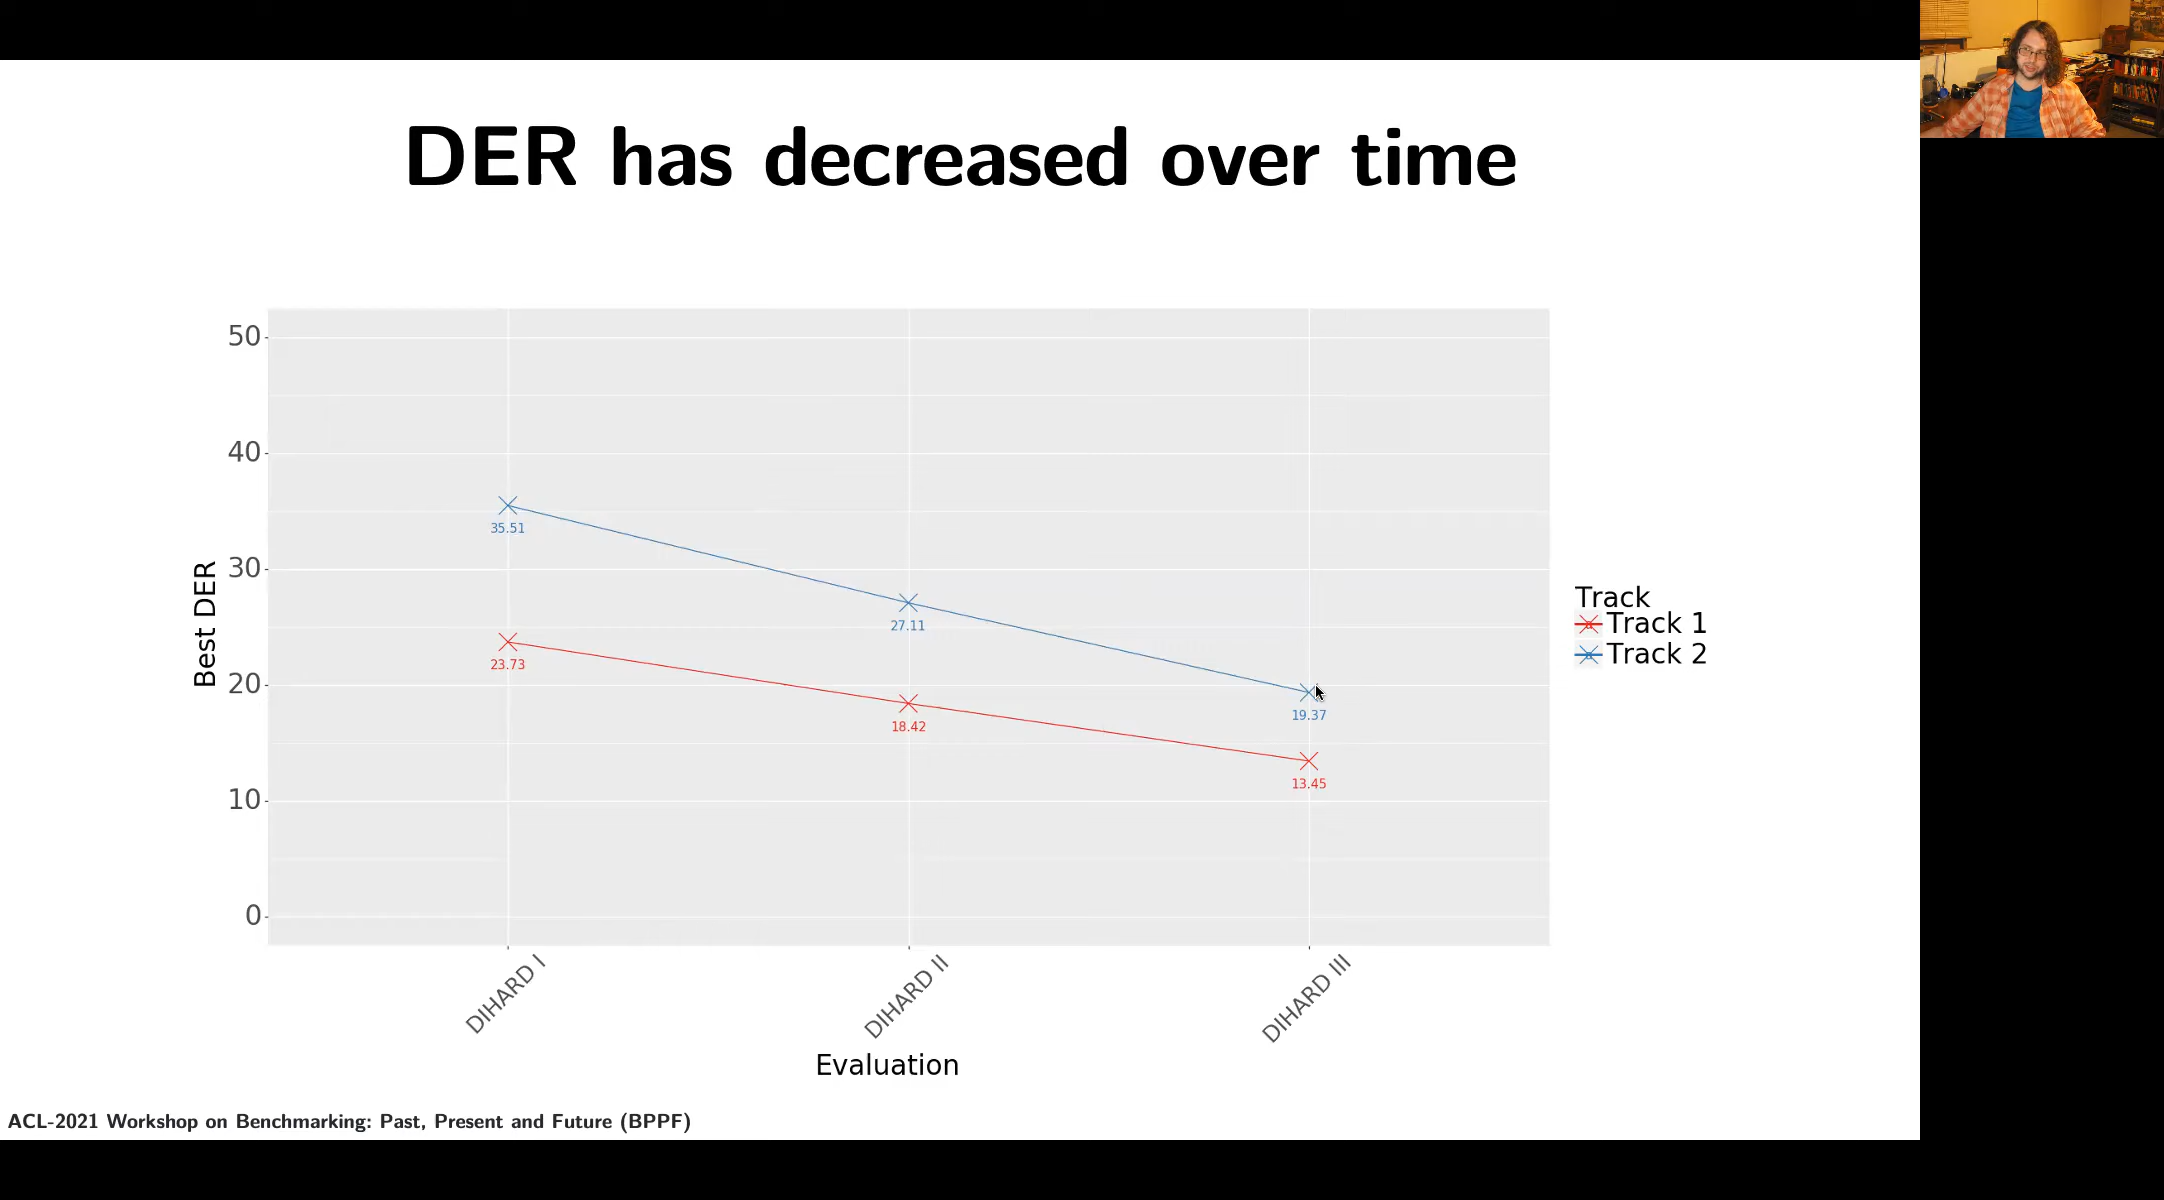 DER has decreased over time
50
40
30
20
10
0
Best DER
35.51
27.11
19.37
23.73
18.42
13.45
Track
Track 1
Track 2
DIHARD I
DIHARD II
DIHARD III
Evaluation
ACL-2021 Workshop on Benchmarking: Past, Present and Future (BPPF)